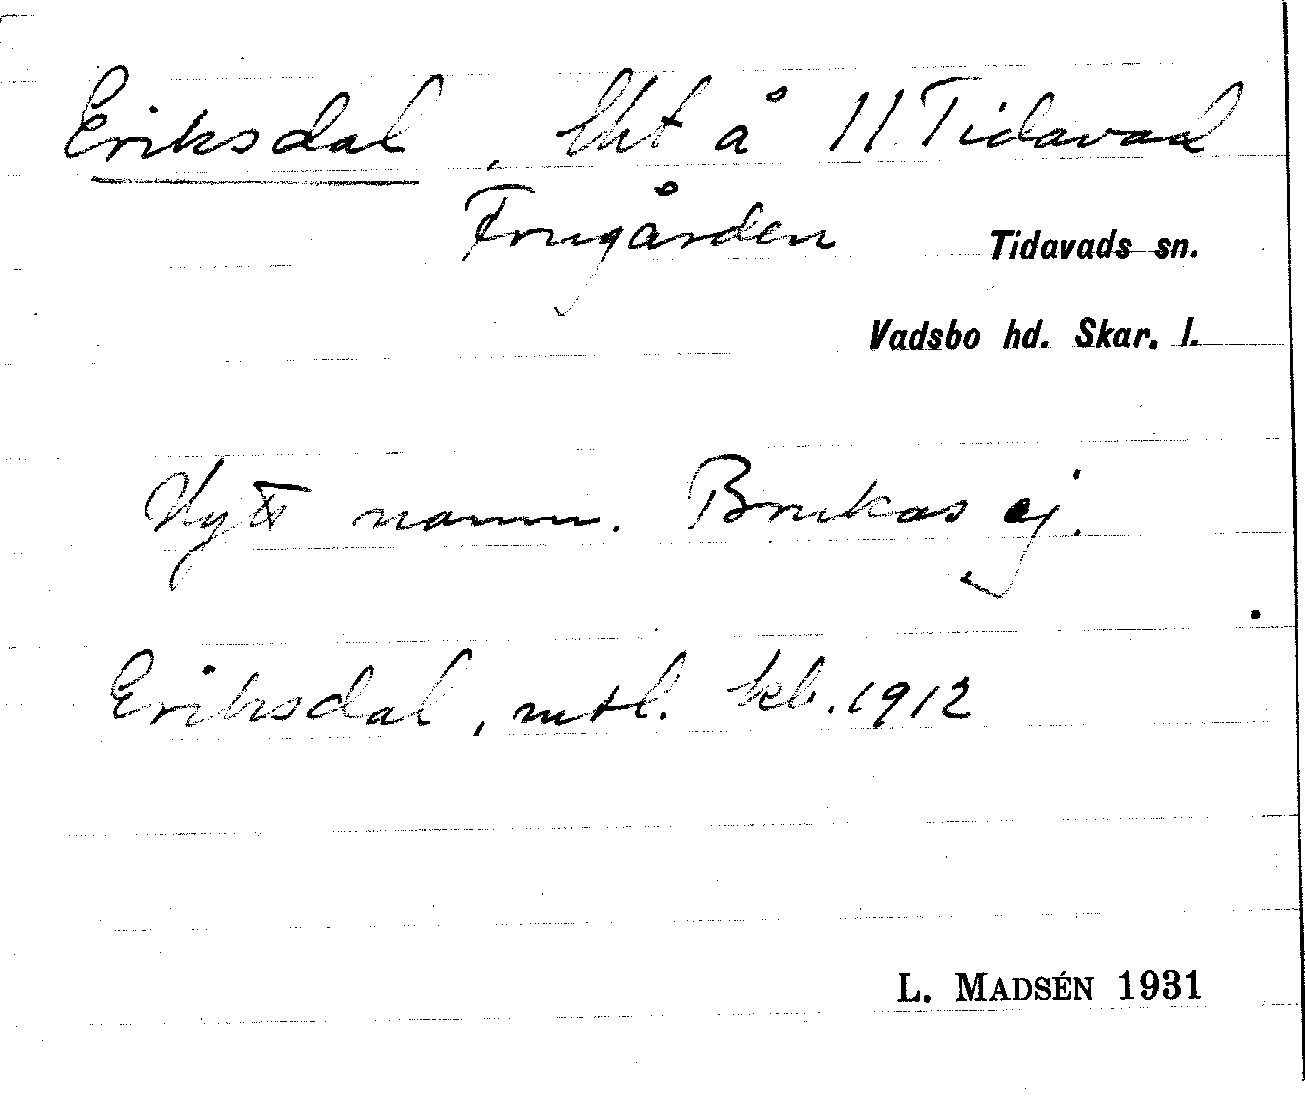 Eriksdal, lht å 11 Tidavad
Frugården
Tidavads sn.
Vadsbo hd. Skar. l.
Nytt namn. Brukas ej.
Eriksdal, mtl. kb. 1912
L. MADSÉN 1931